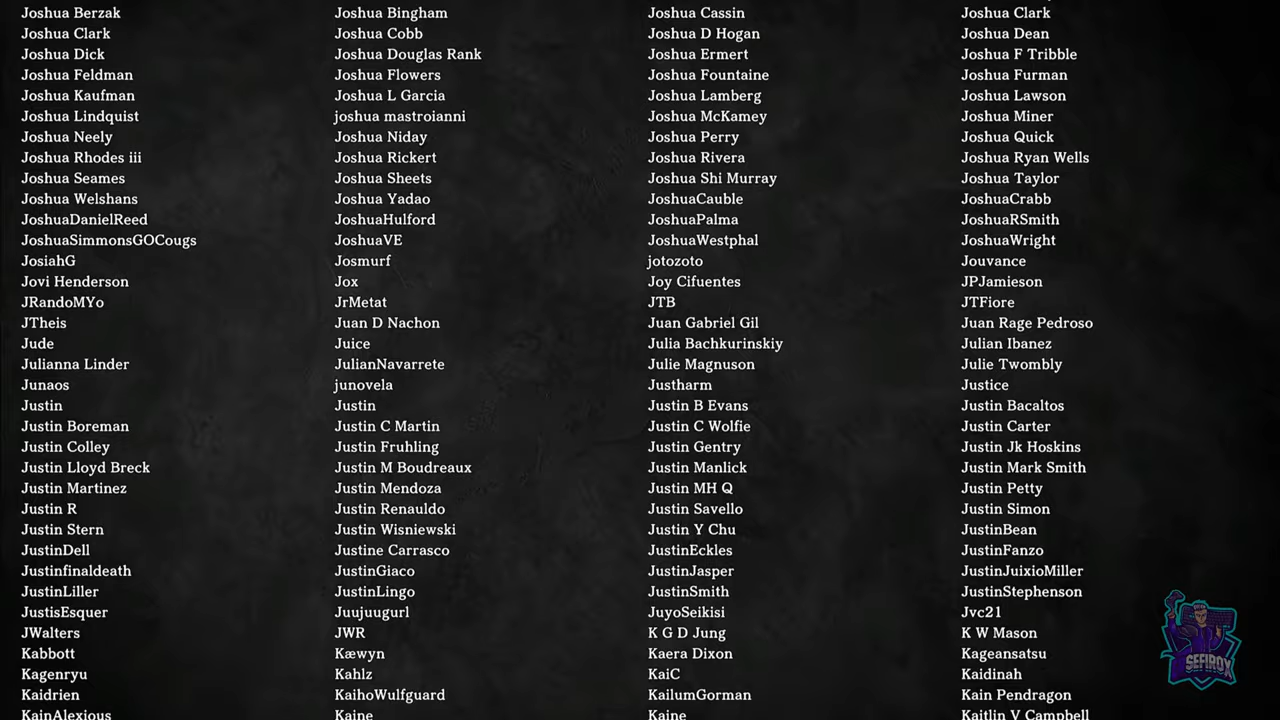 Joshua Berzak Joshua Bingham Joshua Cassin Joshua Clark
Joshua Clark Joshua Cobb Joshua D Hogan Joshua Dean
Joshua Dick Joshua Douglas Rank Joshua Ermert Joshua F Tribble
Joshua Feldman Joshua Flowers Joshua Fountaine Joshua Furman
Joshua Kaufman Joshua L Garcia Joshua Lamberg Joshua Lawson
Joshua Lindquist joshua mastroianni Joshua McKamey Joshua Miner
Joshua Neely Joshua Niday Joshua Perry Joshua Quick
Joshua Rhodes iii Joshua Rickert Joshua Rivera Joshua Ryan Wells
Joshua Seames Joshua Sheets Joshua Shi Murray Joshua Taylor
Joshua Welshans Joshua Yadao JoshuaCauble JoshuaCrabb
JoshuaDanielReed JoshuaHulford JoshuaPalma JoshuaRSmith
JoshuaSimmonsGOCougs JoshuaVE JoshuaWestphal JoshuaWright
JosiahG Josmurf jotozoto Jouvance
Jovi Henderson Jox Joy Cifuentes JPJamieson
JRandoMYo JrMetat JTB JTFiore
JTheis Juan D Nachon Juan Gabriel Gil Juan Rage Pedroso
Jude Juice Julia Bachkurinskiy Julian Ibanez
Julianna Linder JulianNavarrete Julie Magnuson Julie Twombly
Junaos junovela Justharm Justice
Justin Justin Justin B Evans Justin Bacaltos
Justin Boreman Justin C Martin Justin C Wolfie Justin Carter
Justin Colley Justin Fruhling Justin Gentry Justin Jk Hoskins
Justin Lloyd Breck Justin M Boudreaux Justin Manlick Justin Mark Smith
Justin Martinez Justin Mendoza Justin MH Q Justin Petty
Justin R Justin Renauldo Justin Savello Justin Simon
Justin Stern Justin Wisniewski Justin Y Chu JustinBean
JustinDell Justine Carrasco JustinEckles JustinFanzo
Justinfinaldeath JustinGiaco JustinJasper JustinJuixioMiller
JustinLiller JustinLingo JustinSmith JustinStephenson
JustisEsquer Juujuugurl JuyoSeikisi Jvc21
JWalters JWR K G D Jung K W Mason
Kabbott Kæwyn Kaera Dixon Kageansatsu
Kagenryu Kahlz KaiC Kaidinah
Kaidrien KaihoWulfguard KailumGorman Kain Pendragon
KainAlexious Kaine Kaine Kaitlin V Campbell
SEFIROX